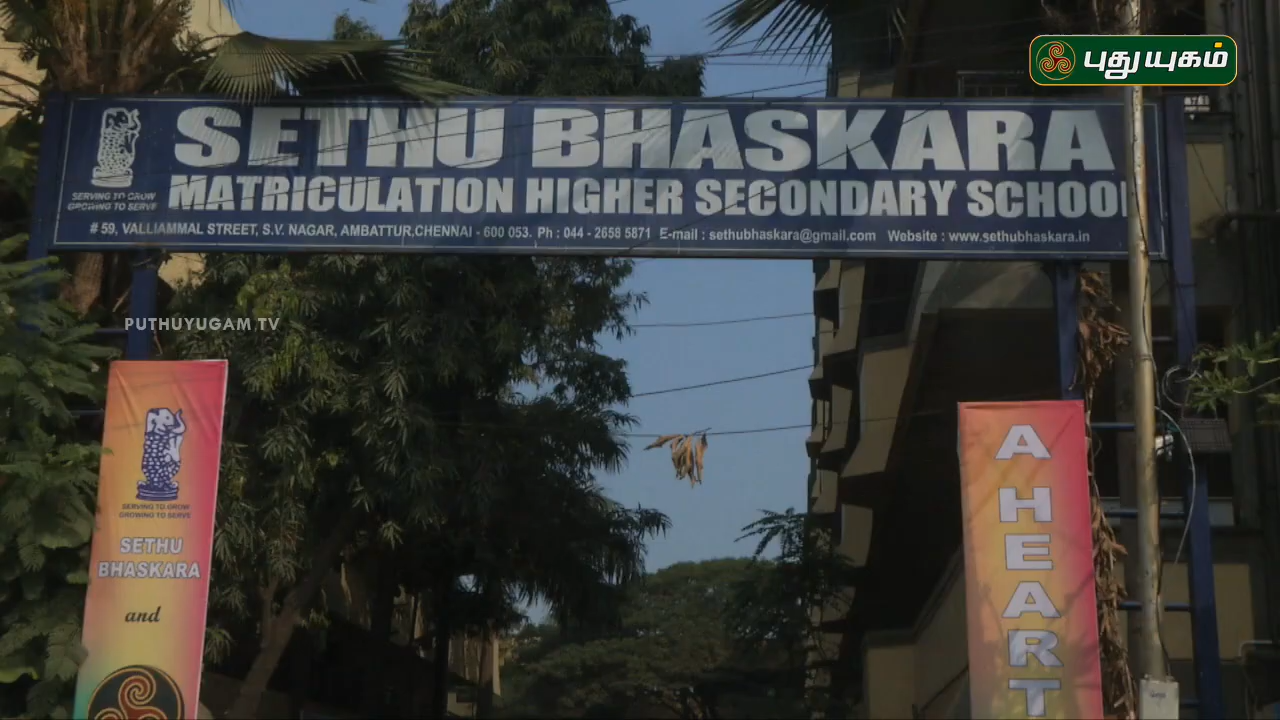 புதுயுகம்
SETHU BHASKARA
MATRICULATION HIGHER SECONDARY SCHOOL
SERVING TO GROW
GROWING TO SERVE
# 59, VALLIAMMAL STREET, S.V. NAGAR, AMBATTUR,CHENNAI - 600 053. Ph : 044 - 2658 5871 E-mail : sethubhaskara@gmail.com Website : www.sethubhaskara.in
PUTHUYUGAM.TV
SERVING TO GROW
GROWING TO SERVE
SETHU
BHASKARA
and
A HEART